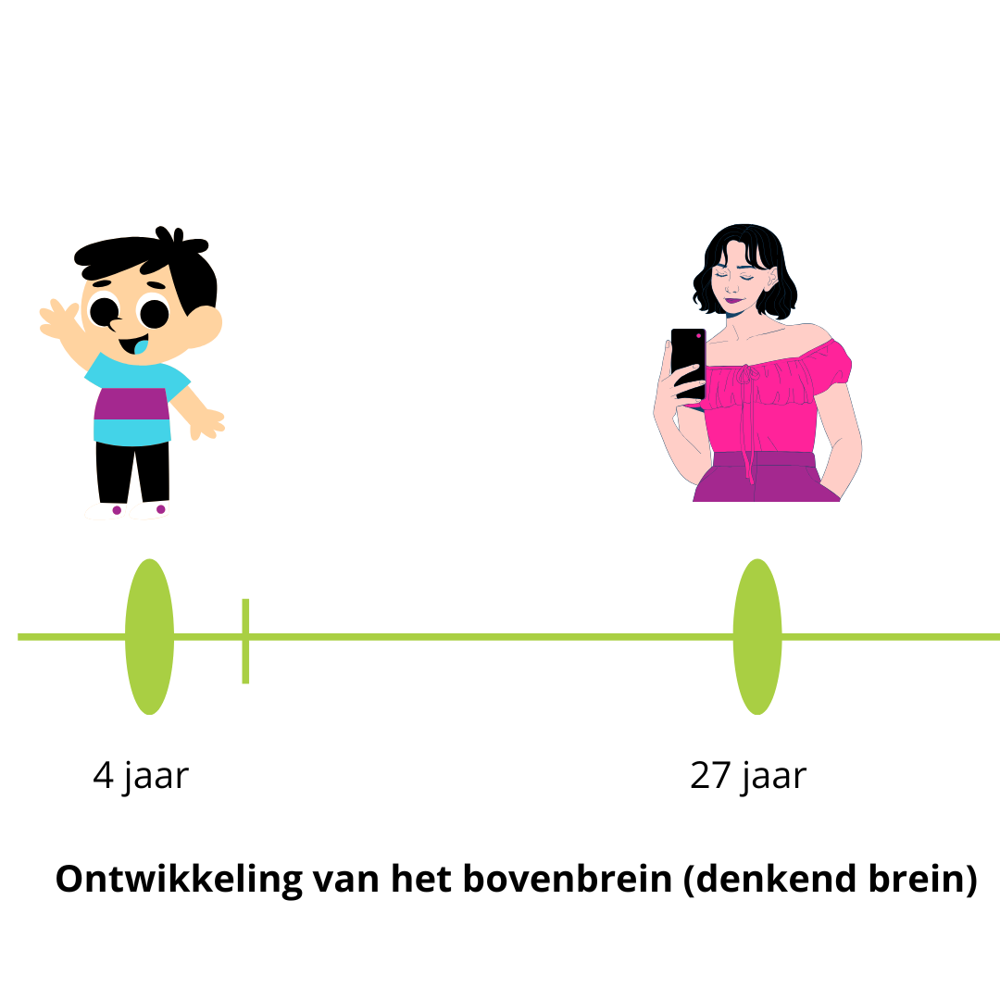 4 jaar
27 jaar
Ontwikkeling van het bovenbrein (denkend brein)